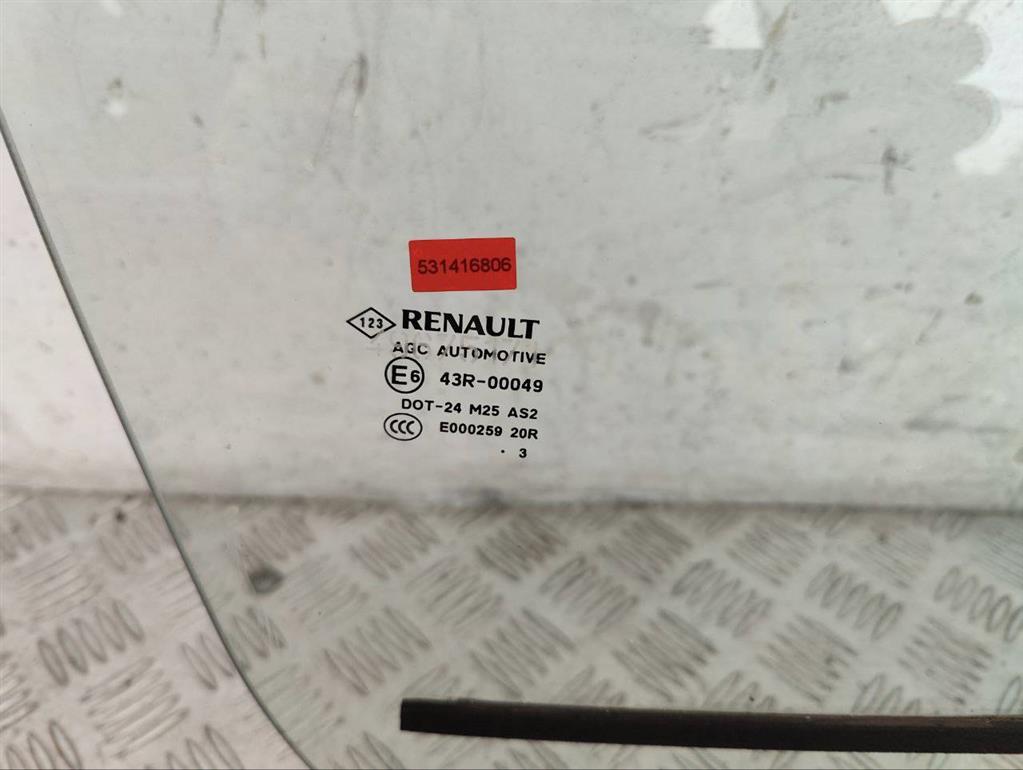 531416806
123 RENAULT
AGC AUTOMOTIVE
E6 43R-00049
DOT-24 M25 AS2
CCC E000259 20R
. 3